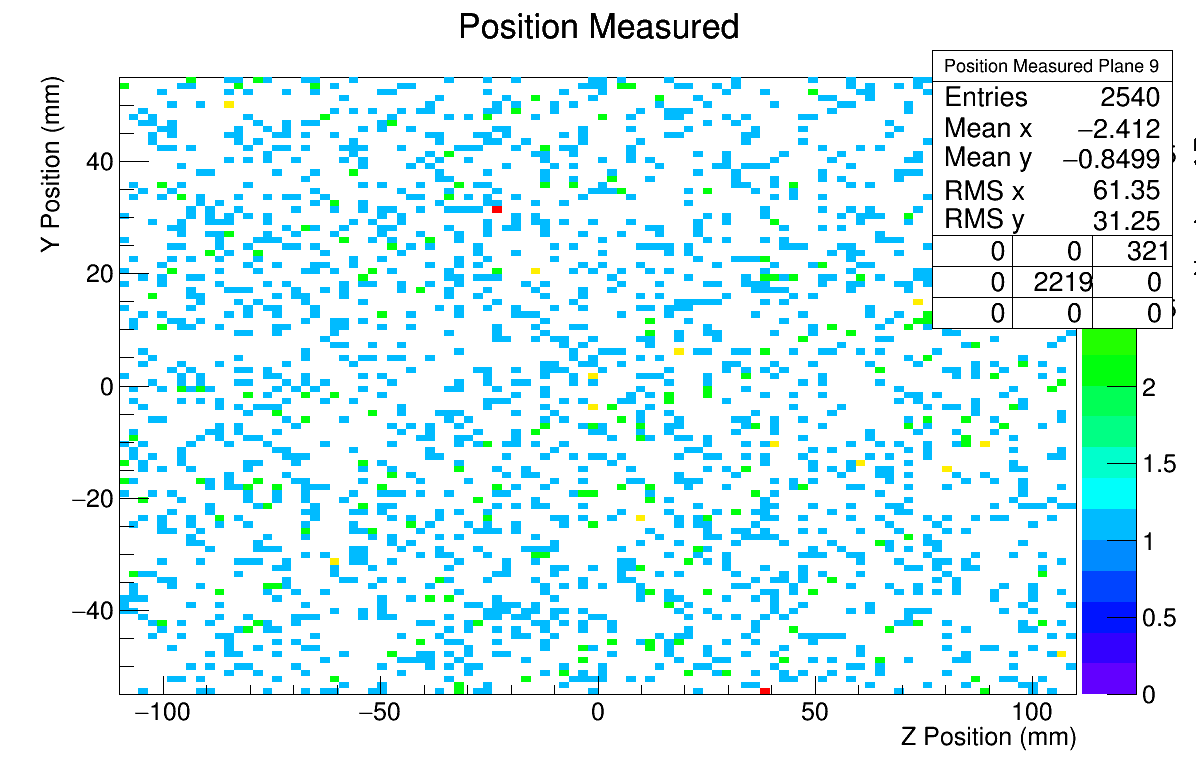 Position Measured
Position Measured Plane 9
Entries 2540
Mean x −2.412
Mean y −0.8499
RMS x 61.35
RMS y 31.25
0 0 321
0 2219 0
0 0 0
Y Position (mm)
40
20
0
−20
−40
−100 −50 0 50 100
Z Position (mm)
2
1.5
1
0.5
0